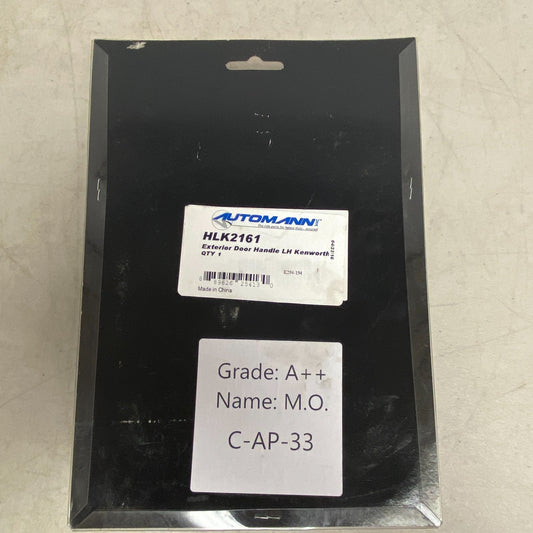 AUTOMANN
HLK2161
Exterior Door Handle LH Kenworth
QTY 1
Made in China
Grade: A++
Name: M.O.
C-AP-33